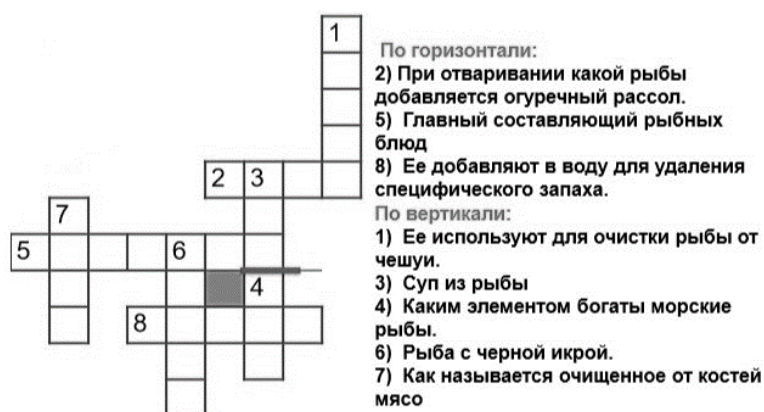 1
По горизонтали:
2) При отваривании какой рыбы
добавляется огуречный рассол.
5) Главный составляющий рыбных
блюд
8) Ее добавляют в воду для удаления
специфического запаха.
По вертикали:
1) Ее используют для очистки рыбы от
чешуи.
3) Суп из рыбы
4) Каким элементом богаты морские
рыбы.
6) Рыба с черной икрой.
7) Как называется очищенное от костей
мясо
2 3
7
5 6
4
8